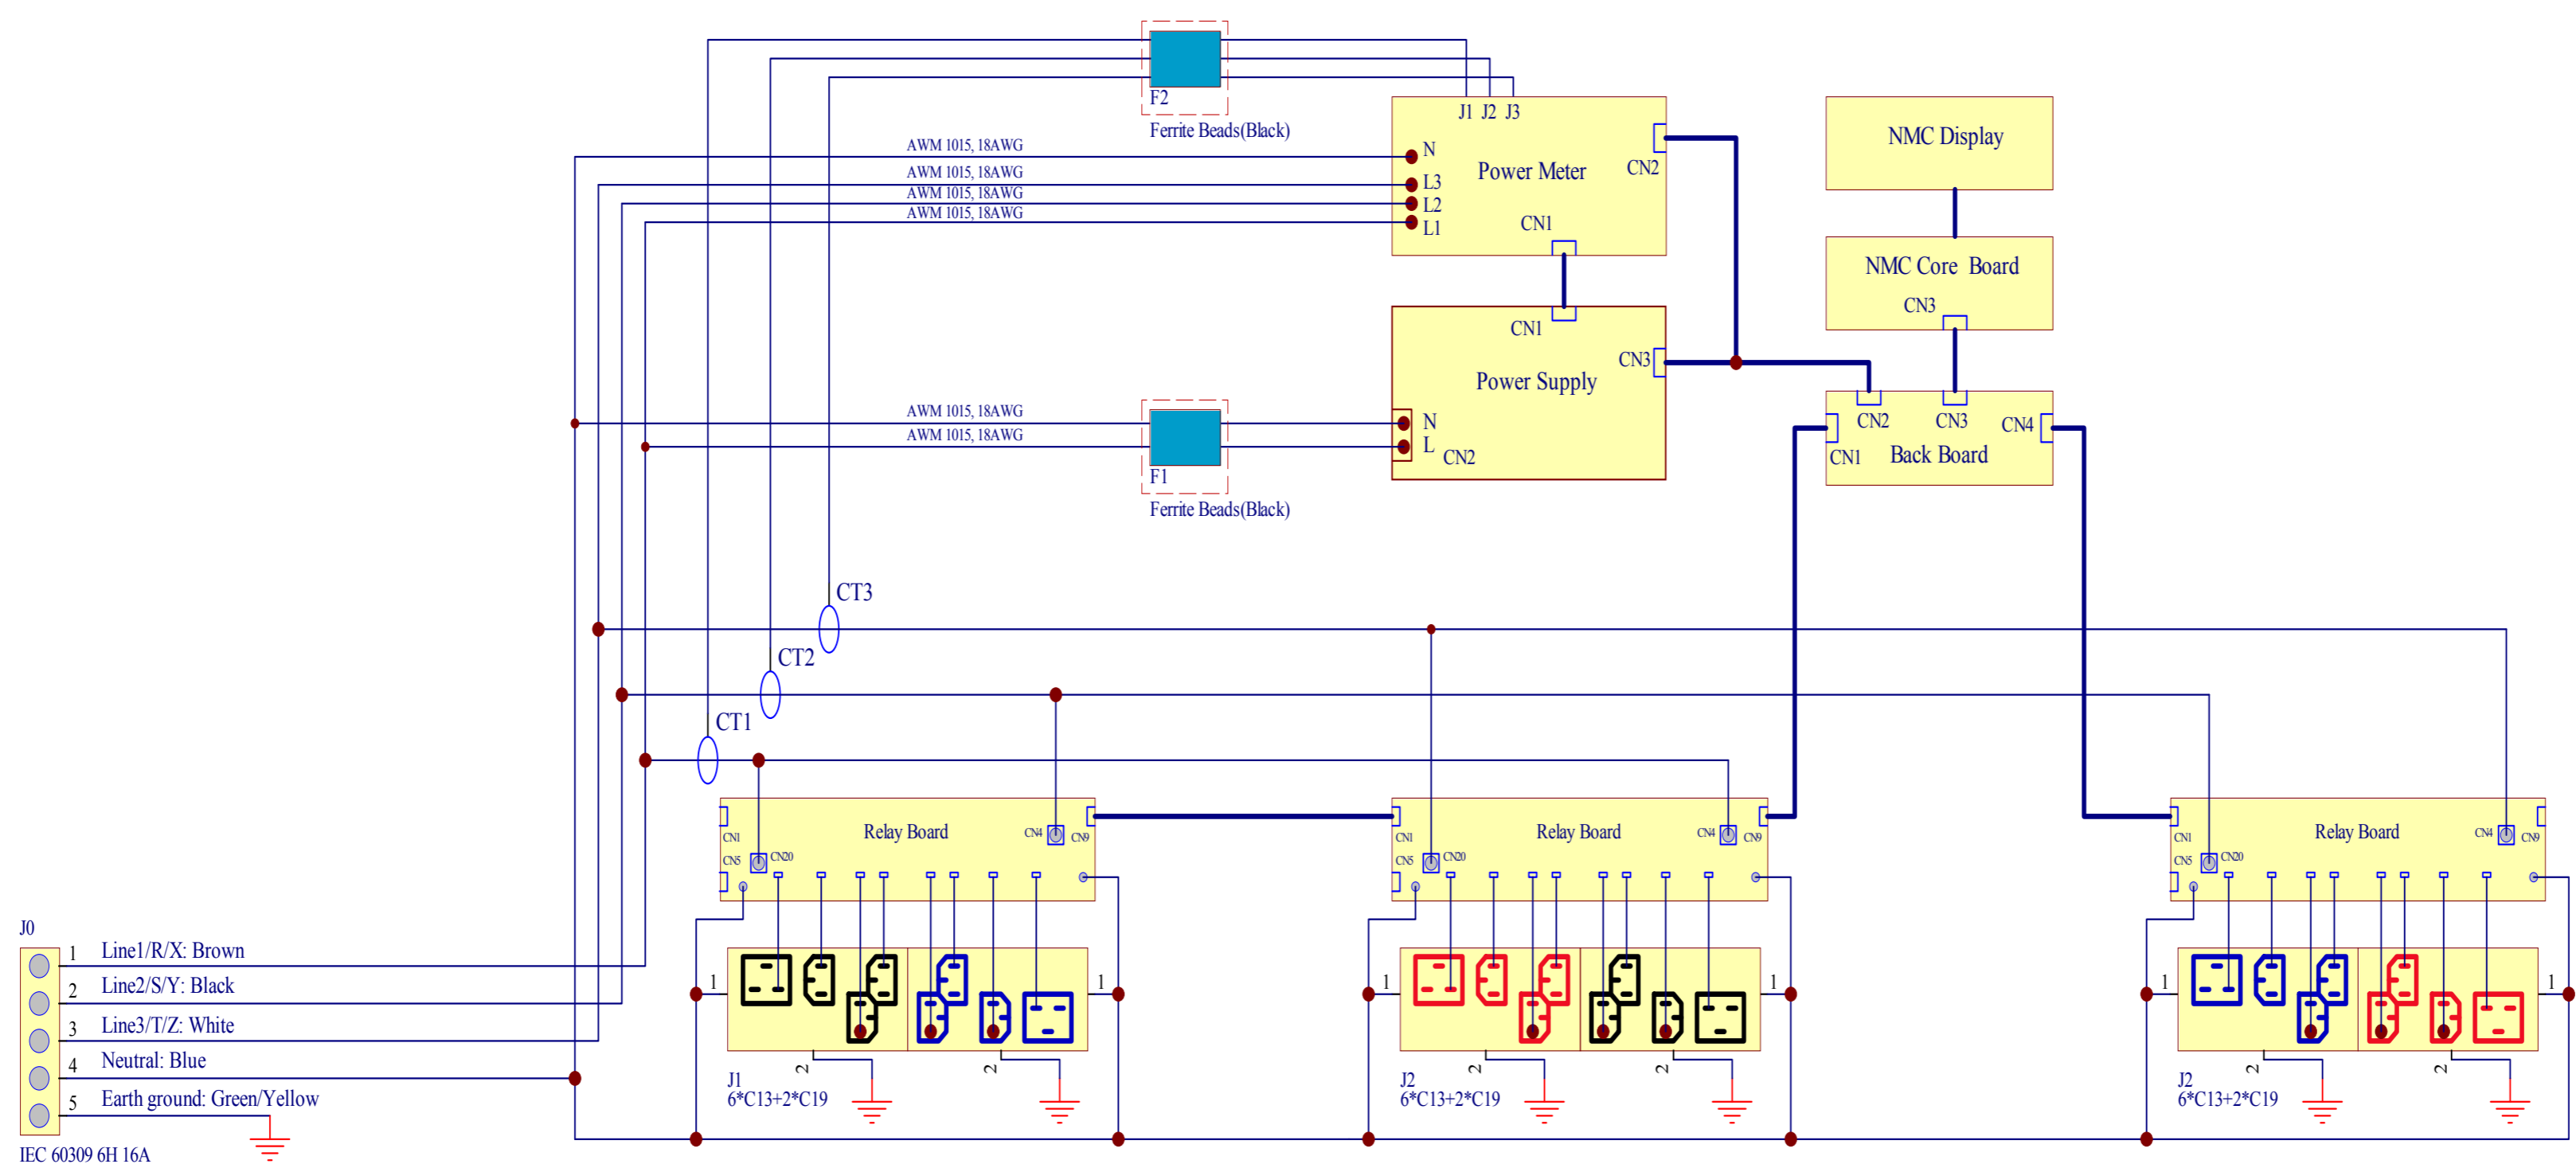 F2
Ferrite Beads(Black)
J1 J2 J3
AWM 1015, 18AWG
AWM 1015, 18AWG
AWM 1015, 18AWG
AWM 1015, 18AWG
N
L3
L2
L1
Power Meter
CN2
CN1
NMC Display
NMC Core Board
CN3
CN1
CN3
Power Supply
AWM 1015, 18AWG
AWM 1015, 18AWG
N
L
CN2
F1
Ferrite Beads(Black)
CN2
CN3
CN4
CN1
Back Board
CT3
CT2
CT1
CN1
Relay Board
CN4
CN9
CN5
CN20
CN1
Relay Board
CN4
CN9
CN5
CN20
CN1
Relay Board
CN4
CN9
CN5
CN20
J0
1
Line1/R/X: Brown
2
Line2/S/Y: Black
3
Line3/T/Z: White
4
Neutral: Blue
5
Earth ground: Green/Yellow
IEC 60309 6H 16A
1
1
2
2
J1
6*C13+2*C19
1
1
2
2
J2
6*C13+2*C19
1
1
2
2
J2
6*C13+2*C19